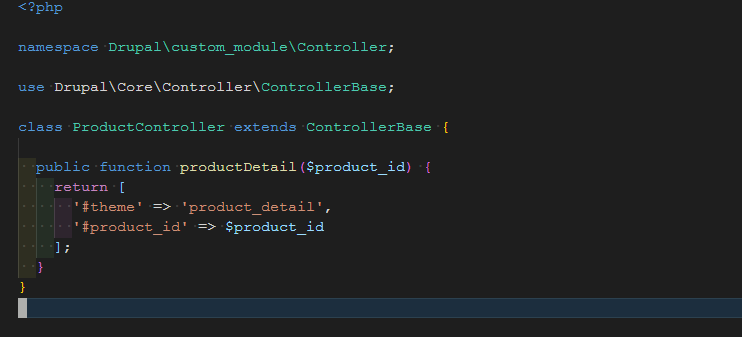 <?php
namespace Drupal\custom_module\Controller;
use Drupal\Core\Controller\ControllerBase;
class ProductController extends ControllerBase {
public function productDetail($product_id) {
return [
'#theme' => 'product_detail',
'#product_id' => $product_id
];
}
}